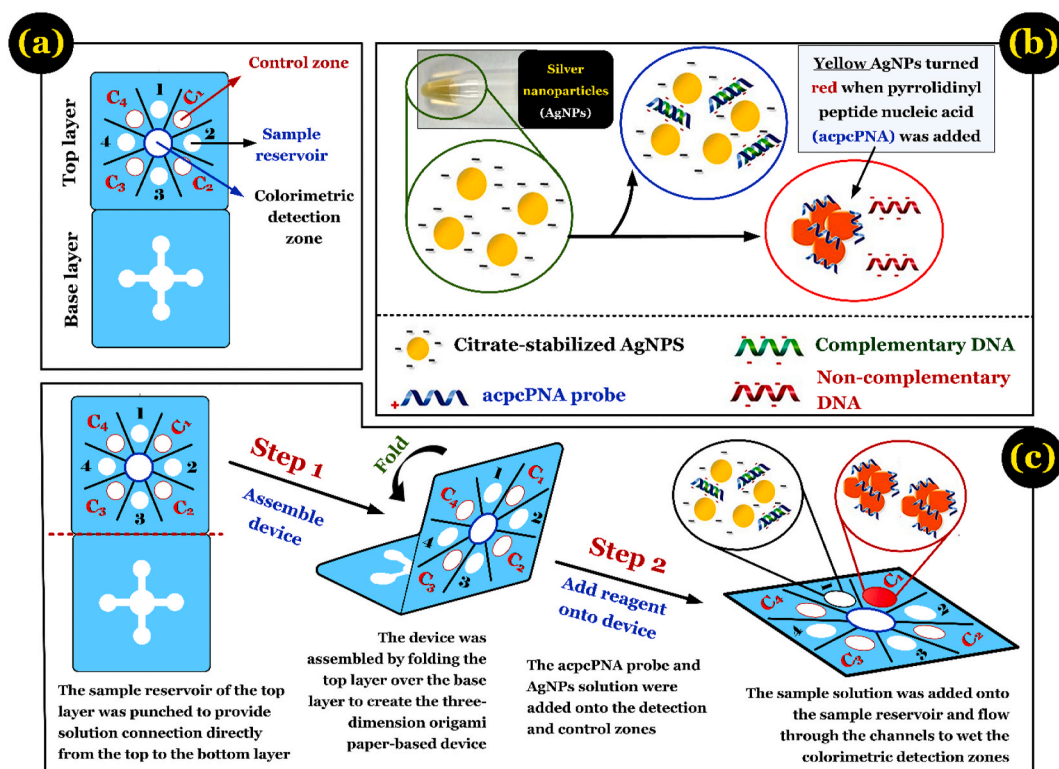 (a)
Control zone
Top layer
Base layer
1
C1
2
C2
3
C3
4
C4
Sample
reservoir
Colorimetric
detection
zone
(b)
Silver
nanoparticles
(AgNPs)
Yellow AgNPs turned
red when pyrrolidinyl
peptide nucleic acid
(acpcPNA) was added
Citrate-stabilized AgNPS
acpcPNA probe
Complementary DNA
Non-complementary
DNA
(c)
1
C1
2
C2
3
C3
4
C4
The sample reservoir of the top
layer was punched to provide
solution connection directly
from the top to the bottom layer
Step 1
Assemble
device
Fold
1
C1
2
C2
3
C3
4
C4
The device was
assembled by folding the
top layer over the base
layer to create the three-
dimension origami
paper-based device
Step 2
Add reagent
onto device
The acpcPNA probe and
AgNPs solution were
added onto the detection
and control zones
1
C1
2
C2
3
C3
4
C4
The sample solution was added onto
the sample reservoir and flow
through the channels to wet the
colorimetric detection zones